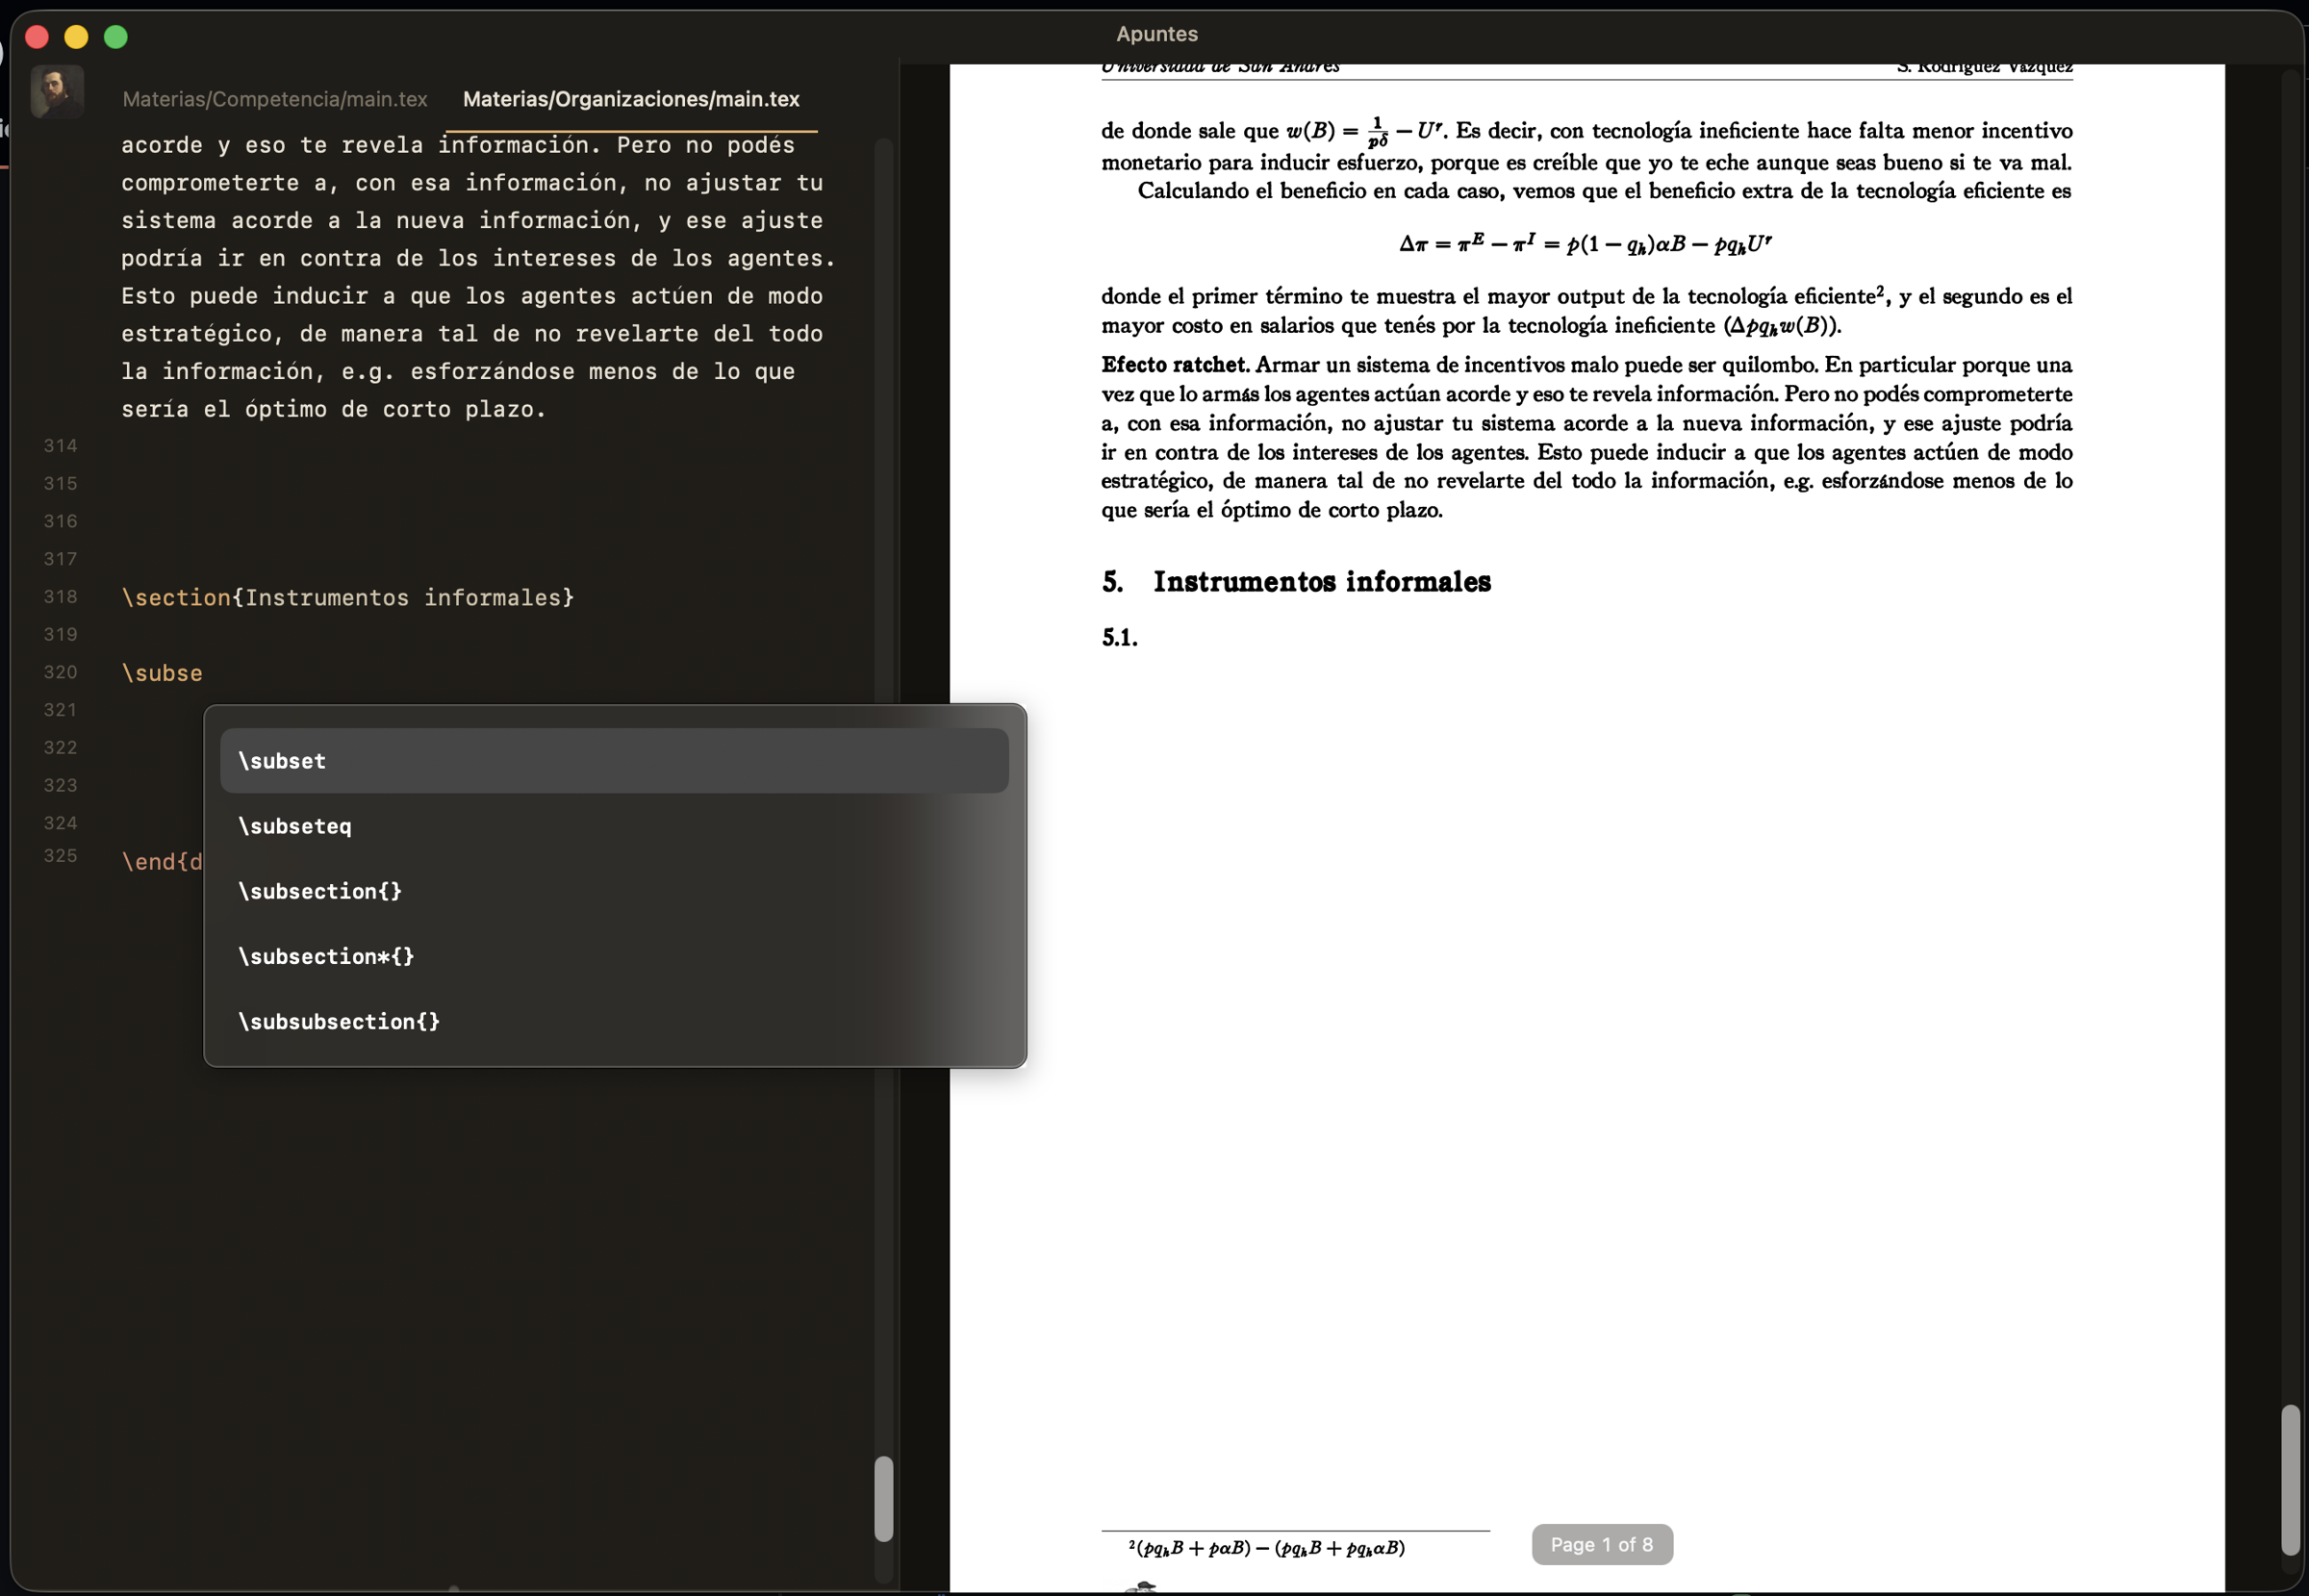 Apuntes
Materias/Competencia/main.tex
Materias/Organizaciones/main.tex
acorde y eso te revela información. Pero no podés
comprometerte a, con esa información, no ajustar tu
sistema acorde a la nueva información, y ese ajuste
podría ir en contra de los intereses de los agentes.
Esto puede inducir a que los agentes actúen de modo
estratégico, de manera tal de no revelarte del todo
la información, e.g. esforzándose menos de lo que
sería el óptimo de corto plazo.
314
315
316
317
318 \section{Instrumentos informales}
319
320 \subse
321
322
323
324
325 \end{d
\subset
\subseteq
\subsection{}
\subsection*{}
\subsubsection{}
Universidad de San Andrés S. Rodríguez Vázquez
de donde sale que w(B) = 1/pδ − Uʳ. Es decir, con tecnología ineficiente hace falta menor incentivo
monetario para inducir esfuerzo, porque es creíble que yo te eche aunque seas bueno si te va mal.
Calculando el beneficio en cada caso, vemos que el beneficio extra de la tecnología eficiente es
Δπ = πᴱ − πᴵ = p(1 − qₕ)αB − pqₕUʳ
donde el primer término te muestra el mayor output de la tecnología eficiente², y el segundo es el
mayor costo en salarios que tenés por la tecnología ineficiente (Δpqₕw(B)).
Efecto ratchet. Armar un sistema de incentivos malo puede ser quilombo. En particular porque una
vez que lo armás los agentes actúan acorde y eso te revela información. Pero no podés comprometerte
a, con esa información, no ajustar tu sistema acorde a la nueva información, y ese ajuste podría
ir en contra de los intereses de los agentes. Esto puede inducir a que los agentes actúen de modo
estratégico, de manera tal de no revelarte del todo la información, e.g. esforzándose menos de lo
que sería el óptimo de corto plazo.
5. Instrumentos informales
5.1.
²(pqₕB + pαB) − (pqₕB + pqₕαB)
Page 1 of 8